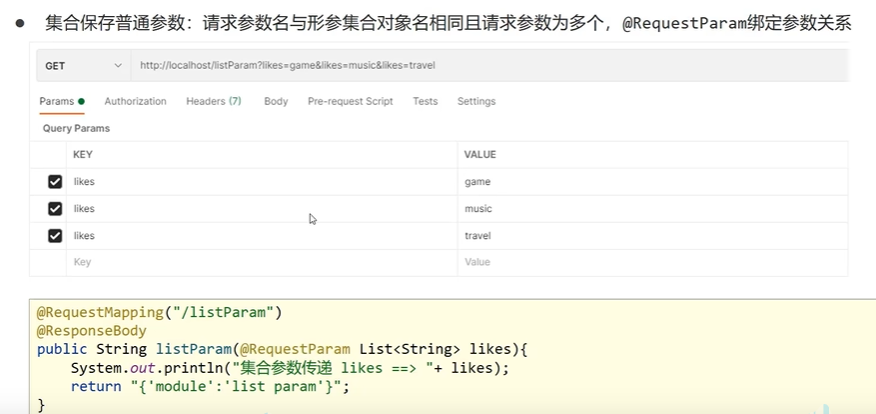 ● 集合保存普通参数：请求参数名与形参集合对象名相同且请求参数为多个，@RequestParam绑定参数关系
GET http://localhost/listParam?likes=game&likes=music&likes=travel
Params Authorization Headers (7) Body Pre-request Script Tests Settings
Query Params
KEY VALUE
likes game
likes music
likes travel
Key Value
@RequestMapping("/listParam")
@ResponseBody
public String listParam(@RequestParam List<String> likes){
System.out.println("集合参数传递 likes ==> "+ likes);
return "{'module':'list param'}";
}